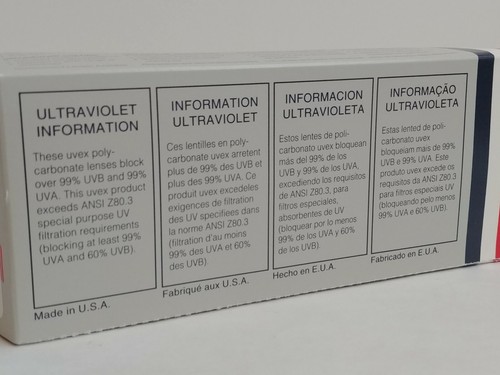 ULTRAVIOLET
INFORMATION
These uvex poly-
carbonate lenses block
over 99% UVB and 99%
UVA. This uvex product
exceeds ANSI Z80.3
special purpose UV
filtration requirements
(blocking at least 99%
UVA and 60% UVB).
Made in U.S.A.
INFORMATION
ULTRAVIOLET
Ces lentilles en poly-
carbonate uvex arretent
plus de 99% des UVB et
plus des 99% UVA. Ce
produit uvex excedeles
exigences de filtration
des UV specifiees dans
la norme ANSI Z80.3
(filtration d'au moins
99% des UVA et 60%
des UVB).
Fabriqué aux U.S.A.
INFORMACION
ULTRAVIOLETA
Estos lentes de poli-
carbonato uvex bloquean
más del 99% de los
UVB y 99% de los UVA,
excediendo los requisitos
de ANSI Z80.3, para
filtros especiales,
absorbentes de UV
(bloquear por lo menos
99% de los UVA y 60%
de los UVB).
Hecho en E.U.A.
INFORMAÇÃO
ULTRAVIOLETA
Estas lented de poli-
carbonato uvex
bloqueiam mais de 99%
UVB e 99% UVA. Este
produto uvex excede os
requisitos da ANSI Z80.3
para filtros especiais UV
(bloqueando pelo menos
99% UVA e 60% UVB).
Fabricado en E.U.A.